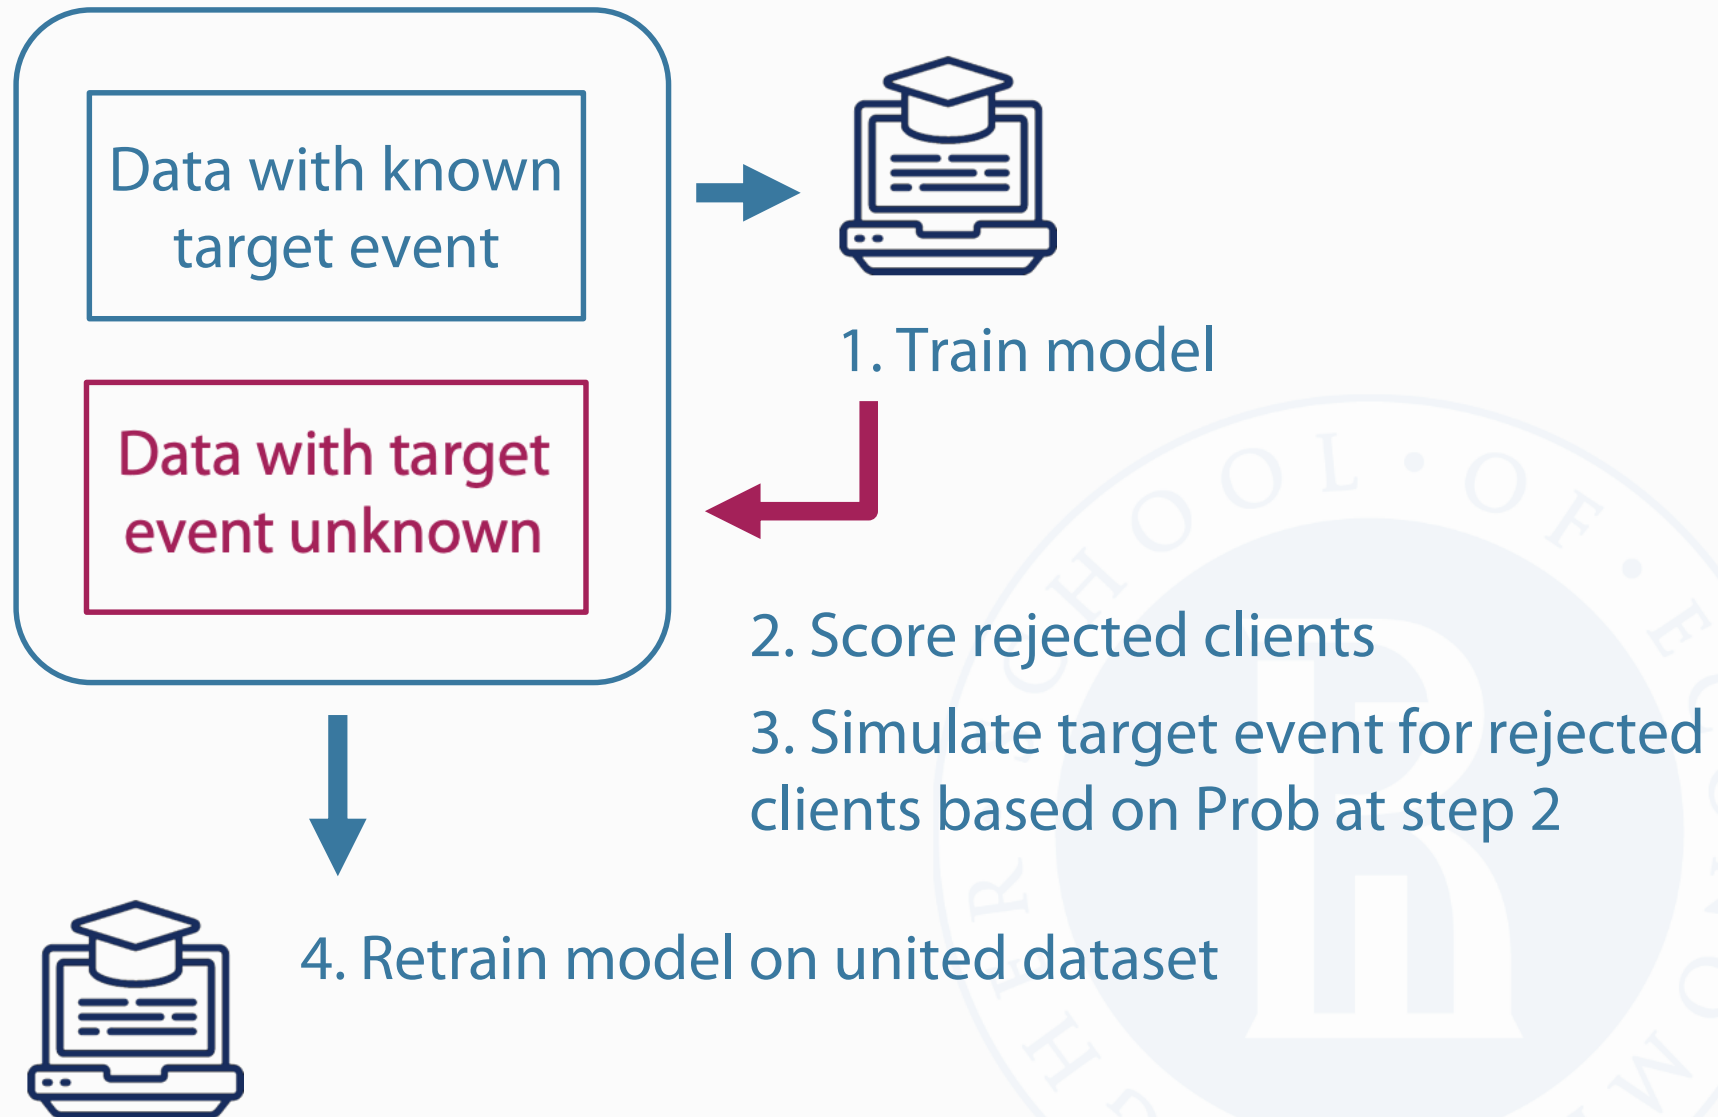 Data with known
target event
1. Train model
Data with target
event unknown
2. Score rejected clients
3. Simulate target event for rejected
clients based on Prob at step 2
4. Retrain model on united dataset